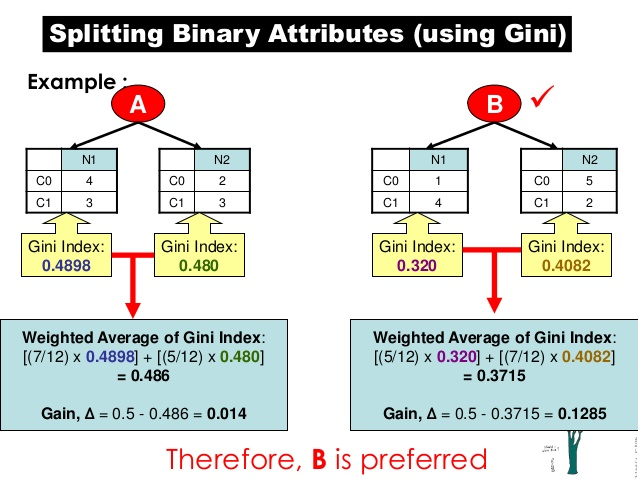 Splitting Binary Attributes (using Gini)
Example :
A
B
N1
C0 4
C1 3
N2
C0 2
C1 3
N1
C0 1
C1 4
N2
C0 5
C1 2
Gini Index:
0.4898
Gini Index:
0.480
Gini Index:
0.320
Gini Index:
0.4082
Weighted Average of Gini Index:
[(7/12) x 0.4898] + [(5/12) x 0.480]
= 0.486
Gain, Δ = 0.5 - 0.486 = 0.014
Weighted Average of Gini Index:
[(5/12) x 0.320] + [(7/12) x 0.4082]
= 0.3715
Gain, Δ = 0.5 - 0.3715 = 0.1285
Therefore, B is preferred